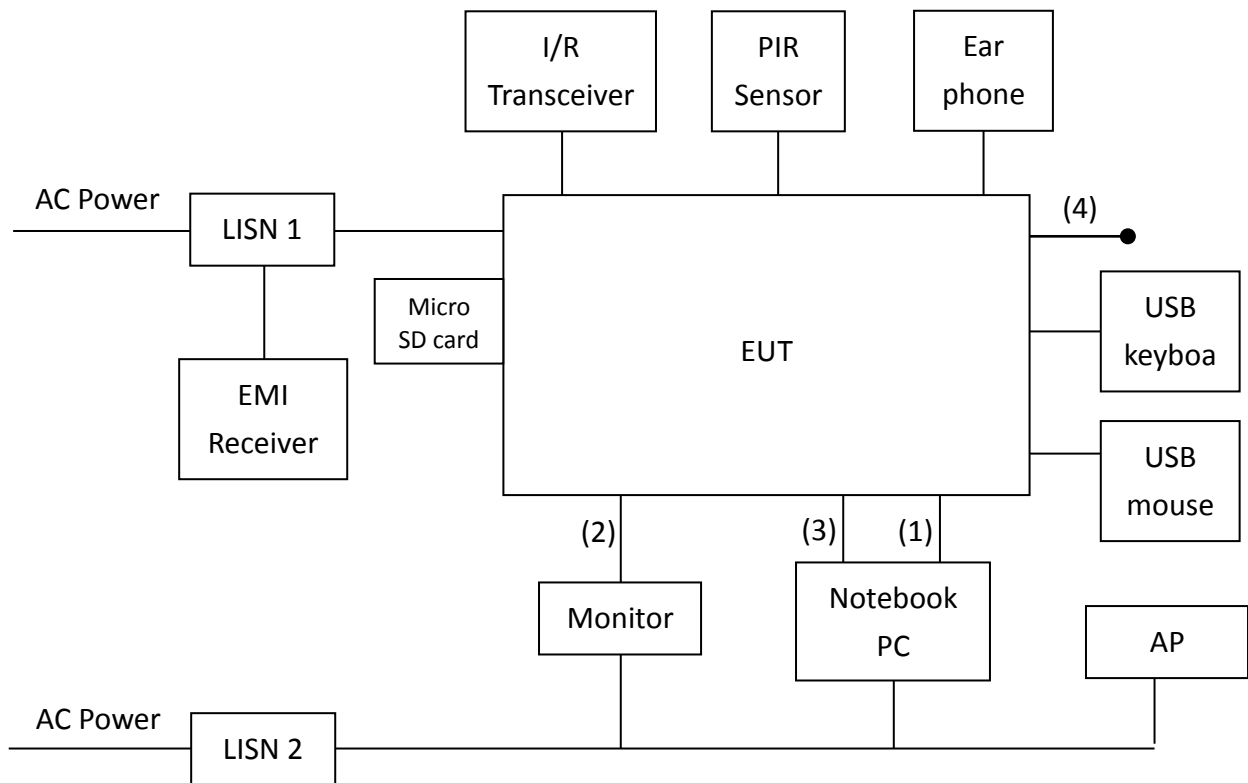 I/R
Transceiver
PIR
Sensor
Ear
phone
AC Power
LISN 1
(4)
Micro
SD card
EUT
USB
keyboa
EMI
Receiver
USB
mouse
(2)
(3)
(1)
Monitor
Notebook
PC
AP
AC Power
LISN 2